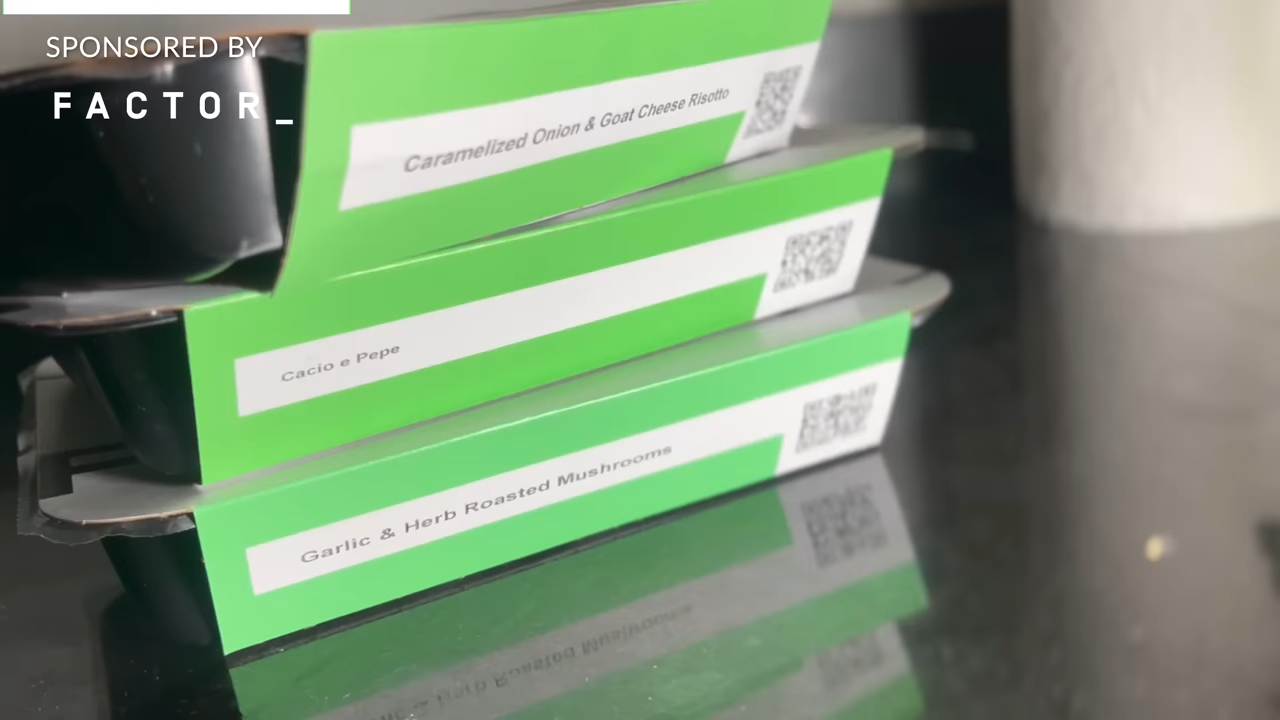 SPONSORED BY
FACTOR_
Caramelized Onion & Goat Cheese Risotto
Cacio e Pepe
Garlic & Herb Roasted Mushrooms